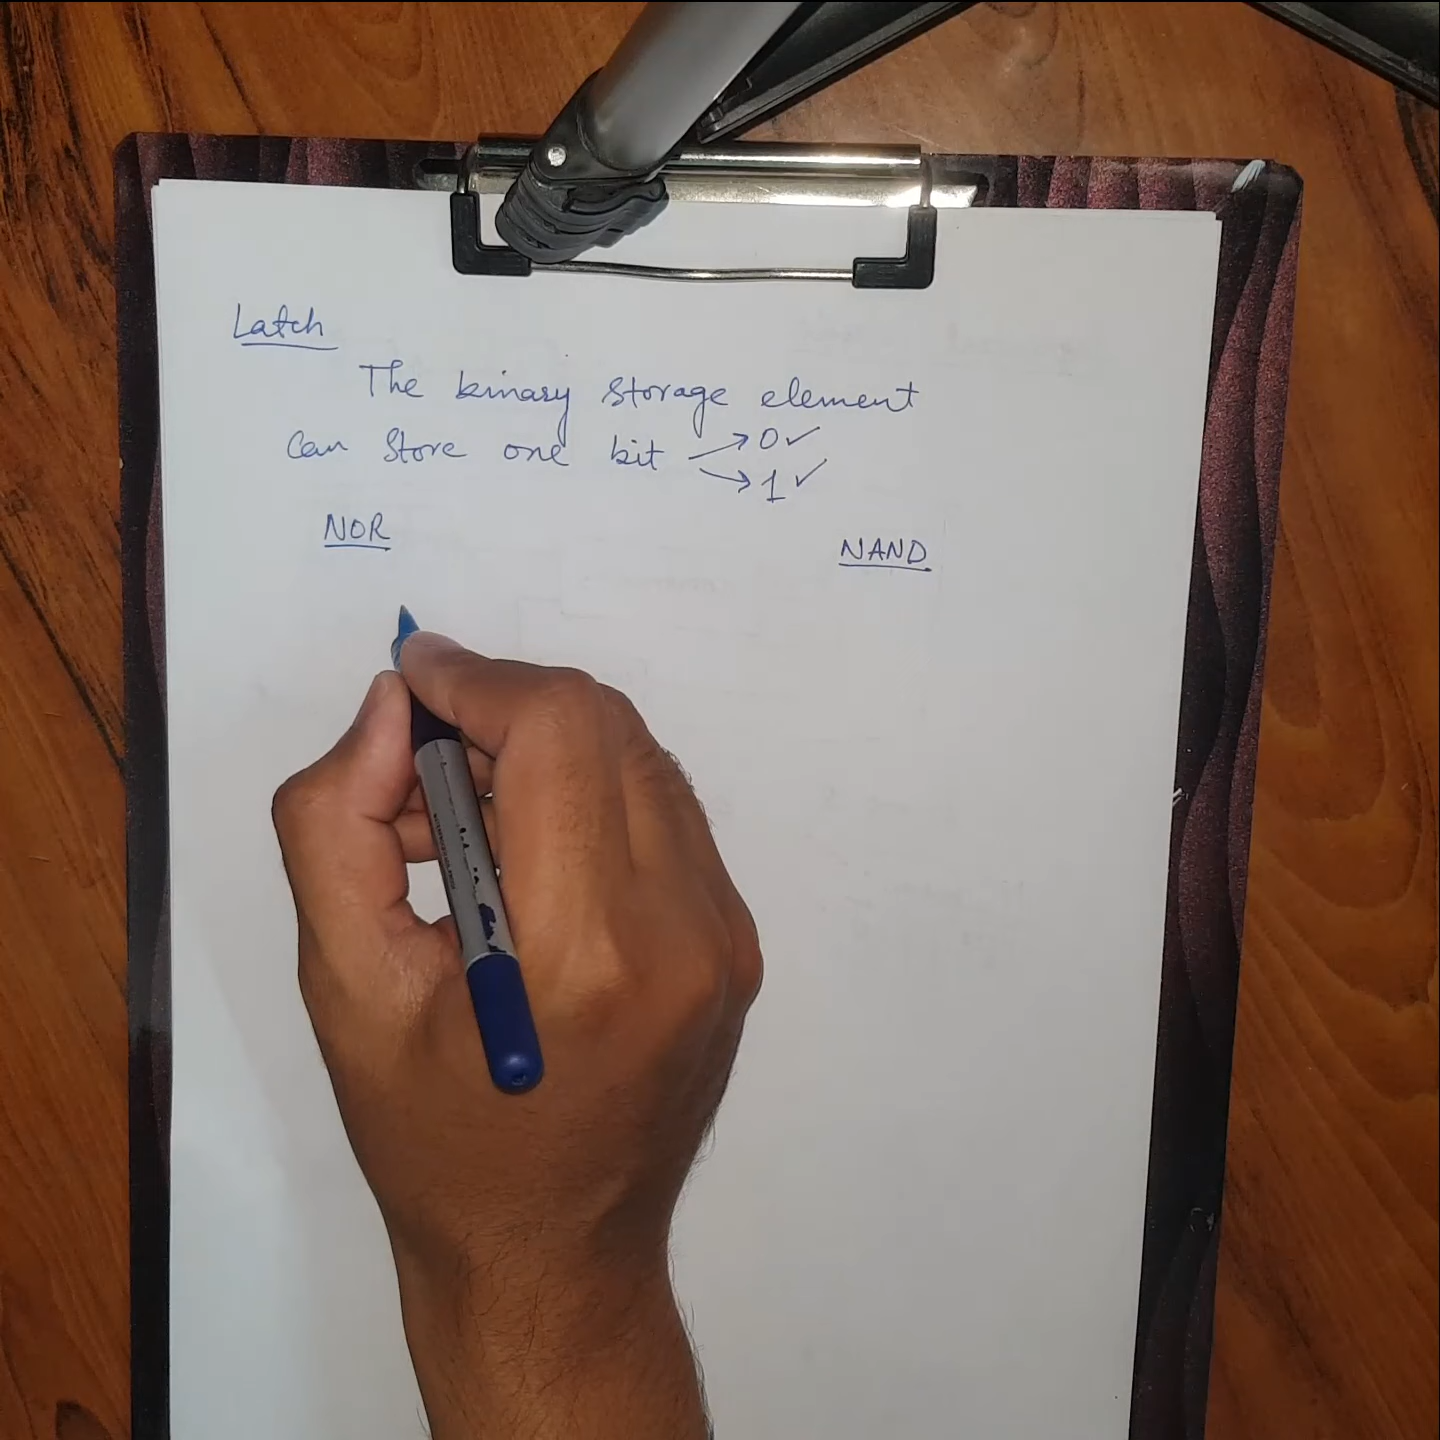 Latch
The binary storage element
Can Store one bit → 0 ✓
→ 1 ✓
NOR
NAND